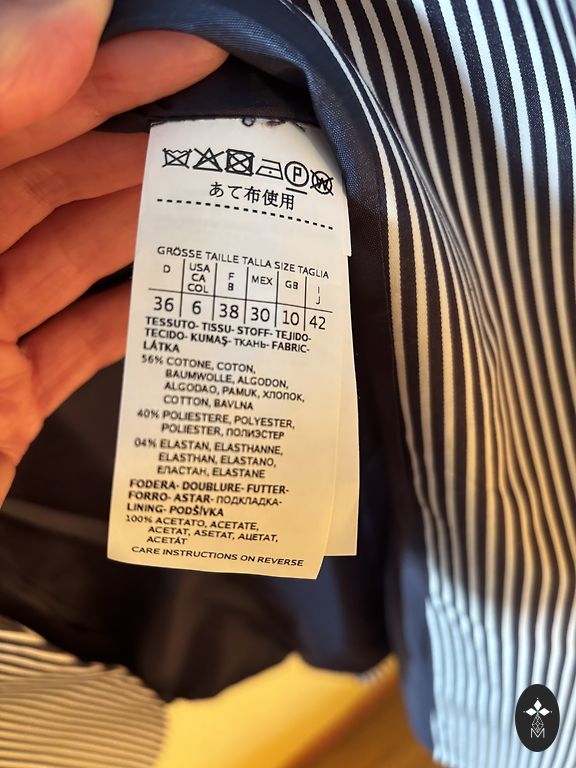 P W
あて布使用
GRÖSSE TAILLE TALLA SIZE TAGLIA
D USA CA COL F B MEX GB I J
36 6 38 30 10 42
TESSUTO- TISSU- STOFF- TEJIDO-
TECIDO- KUMAŞ- ТКАНЬ- FABRIC-
LÁTKA
56% COTONE, COTON,
BAUMWOLLE, ALGODON,
ALGODAO, PAMUK, ХЛОПОК,
COTTON, BAVLNA
40% POLIESTERE, POLYESTER,
POLIESTER, ПОЛИЭСТЕР
04% ELASTAN, ELASTHANNE,
ELASTHAN, ELASTANO,
ЕЛАСТАН, ELASTANE
FODERA- DOUBLURE- FUTTER-
FORRO- ASTAR- ПОДКЛАДКА-
LINING- PODŠÍVKA
100% ACETATO, ACETATE,
ACETAT, ASETAT, АЦЕТАТ,
ACETÁT
CARE INSTRUCTIONS ON REVERSE
M